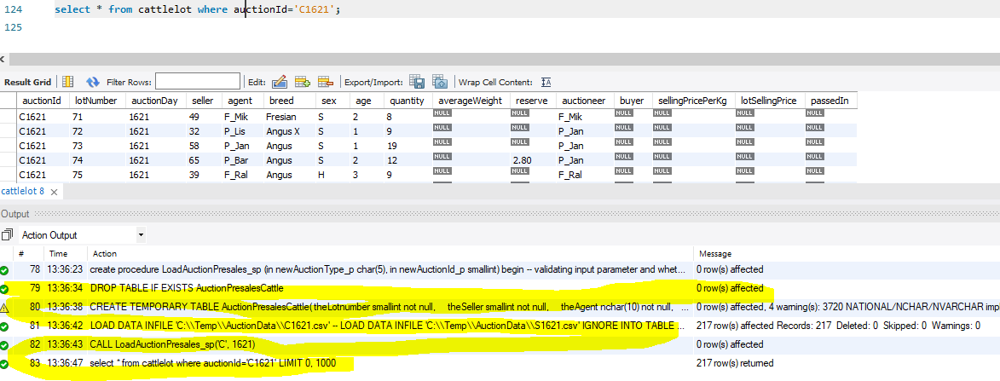 124 select * from cattlelot where auctionId='C1621';
125
Result Grid Filter Rows: Edit: Export/Import: Wrap Cell Content:
auctionId lotNumber auctionDay seller agent breed sex age quantity averageWeight reserve auctioneer buyer sellingPricePerKg lotSellingPrice passedIn
C1621 71 1621 49 F_Mik Fresian S 2 8 NULL NULL F_Mik NULL NULL NULL NULL
C1621 72 1621 32 P_Lis Angus X S 1 9 NULL NULL P_Jan NULL NULL NULL NULL
C1621 73 1621 58 P_Jan Angus S 1 19 NULL NULL P_Jan NULL NULL NULL NULL
C1621 74 1621 65 P_Bar Angus S 2 12 NULL 2.80 P_Jan NULL NULL NULL NULL
C1621 75 1621 39 F_Ral Angus H 3 9 NULL NULL F_Ral NULL NULL NULL NULL
cattlelot 8
Output
Action Output
# Time Action Message
78 13:36:23 create procedure LoadAuctionPresales_sp (in newAuctionType_p char(5), in newAuctionId_p smallint) begin -- validating input parameter and whet... 0 row(s) affected
79 13:36:34 DROP TABLE IF EXISTS AuctionPresalesCattle 0 row(s) affected
80 13:36:38 CREATE TEMPORARY TABLE AuctionPresalesCattle( theLotnumber smallint not null, theSeller smallint not null, theAgent nchar(10) not null, ... 0 row(s) affected, 4 warning(s): 3720 NATIONAL/NCHAR/NVARCHAR impl
81 13:36:42 LOAD DATA INFILE 'C:\\Temp\\AuctionData\\C1621.csv' -- LOAD DATA INFILE 'C:\\Temp\\AuctionData\\S1621.csv' IGNORE INTO TABLE ... 217 row(s) affected Records: 217 Deleted: 0 Skipped: 0 Warnings: 0
82 13:36:43 CALL LoadAuctionPresales_sp('C', 1621) 0 row(s) affected
83 13:36:47 select * from cattlelot where auctionId='C1621' LIMIT 0, 1000 217 row(s) returned